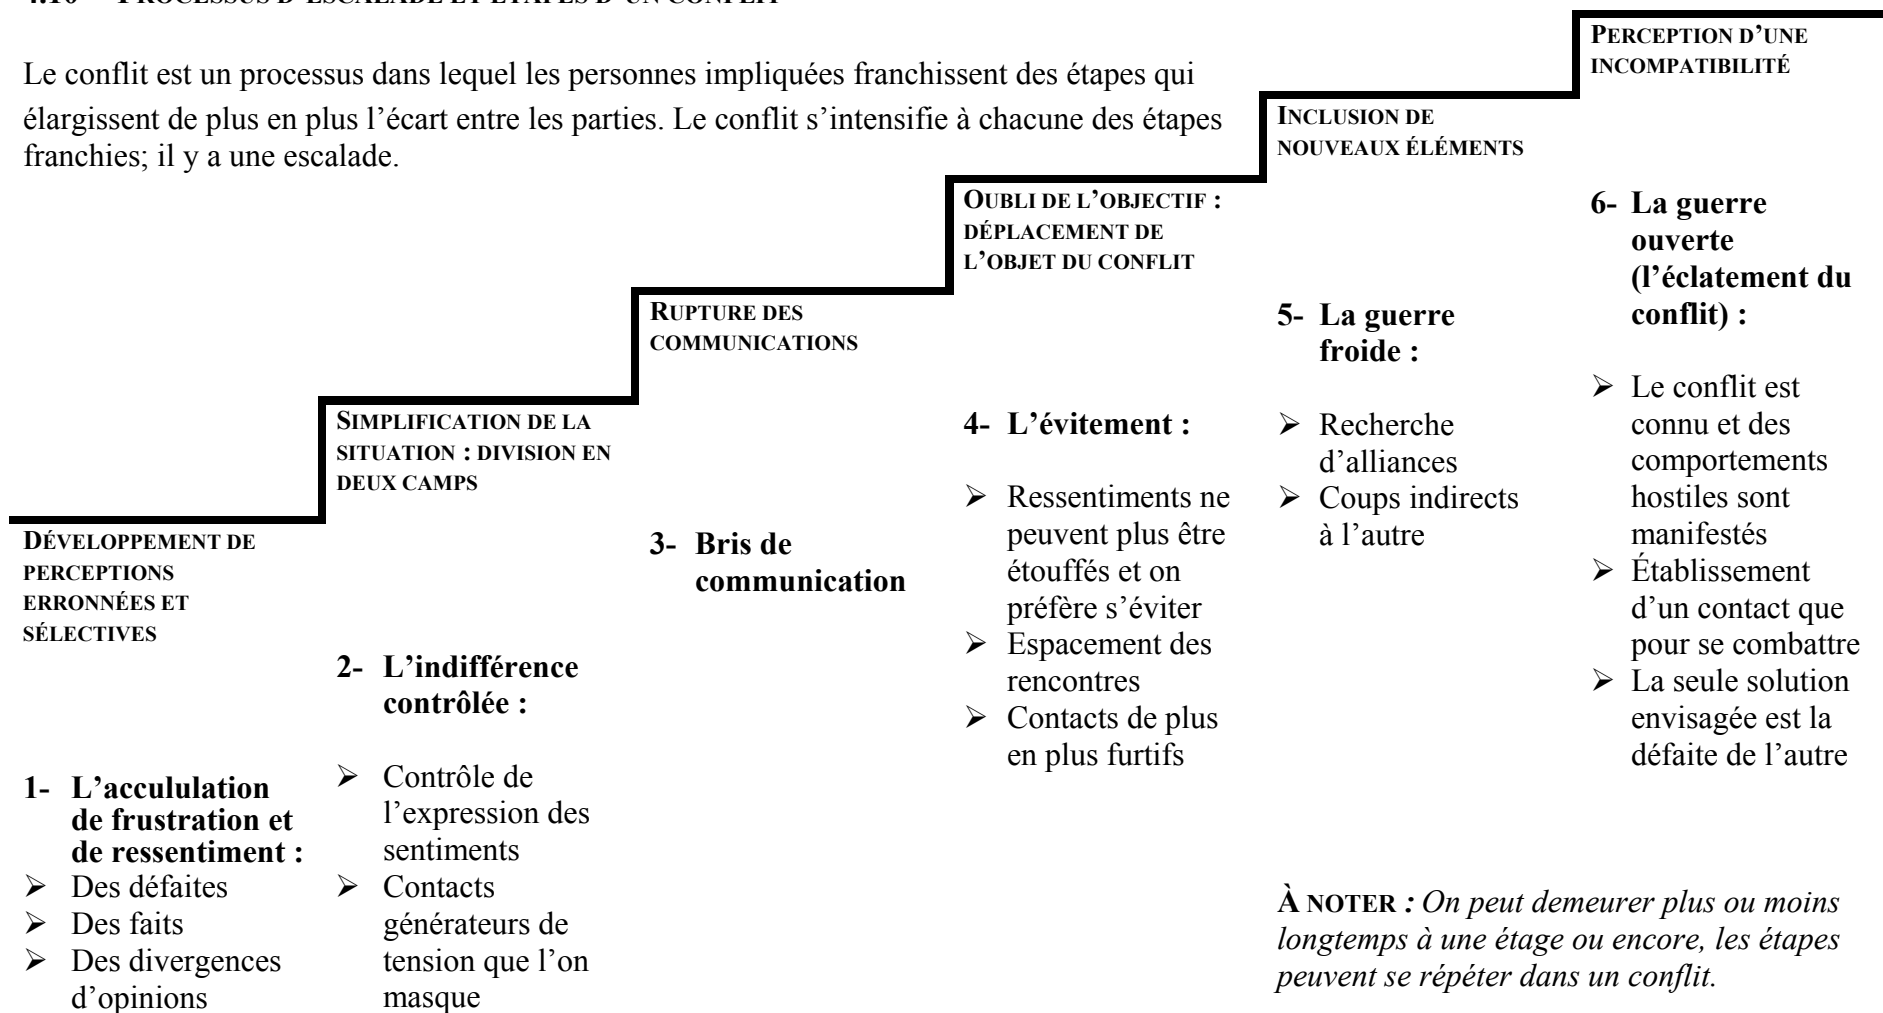 4.10 PROCESSUS D'ESCALADE ET ÉTAPES D'UN CONFLIT
Le conflit est un processus dans lequel les personnes impliquées franchissent des étapes qui
élargissent de plus en plus l'écart entre les parties. Le conflit s'intensifie à chacune des étapes
franchies; il y a une escalade.
DÉVELOPPEMENT DE
PERCEPTIONS
ERRONNÉES ET
SÉLECTIVES
1- L'accululation
de frustration et
de ressentiment :
➢ Des défaites
➢ Des faits
➢ Des divergences
d'opinions
SIMPLIFICATION DE LA
SITUATION : DIVISION EN
DEUX CAMPS
2- L'indifférence
contrôlée :
➢ Contrôle de
l'expression des
sentiments
➢ Contacts
générateurs de
tension que l'on
masque
RUPTURE DES
COMMUNICATIONS
3- Bris de
communication
OUBLI DE L'OBJECTIF :
DÉPLACEMENT DE
L'OBJET DU CONFLIT
4- L'évitement :
➢ Ressentiments ne
peuvent plus être
étouffés et on
préfère s'éviter
➢ Espacement des
rencontres
➢ Contacts de plus
en plus furtifs
INCLUSION DE
NOUVEAUX ÉLÉMENTS
5- La guerre
froide :
➢ Recherche
d'alliances
➢ Coups indirects
à l'autre
PERCEPTION D'UNE
INCOMPATIBILITÉ
6- La guerre
ouverte
(l'éclatement du
conflit) :
➢ Le conflit est
connu et des
comportements
hostiles sont
manifestés
➢ Établissement
d'un contact que
pour se combattre
➢ La seule solution
envisagée est la
défaite de l'autre
À NOTER : On peut demeurer plus ou moins
longtemps à une étage ou encore, les étapes
peuvent se répéter dans un conflit.